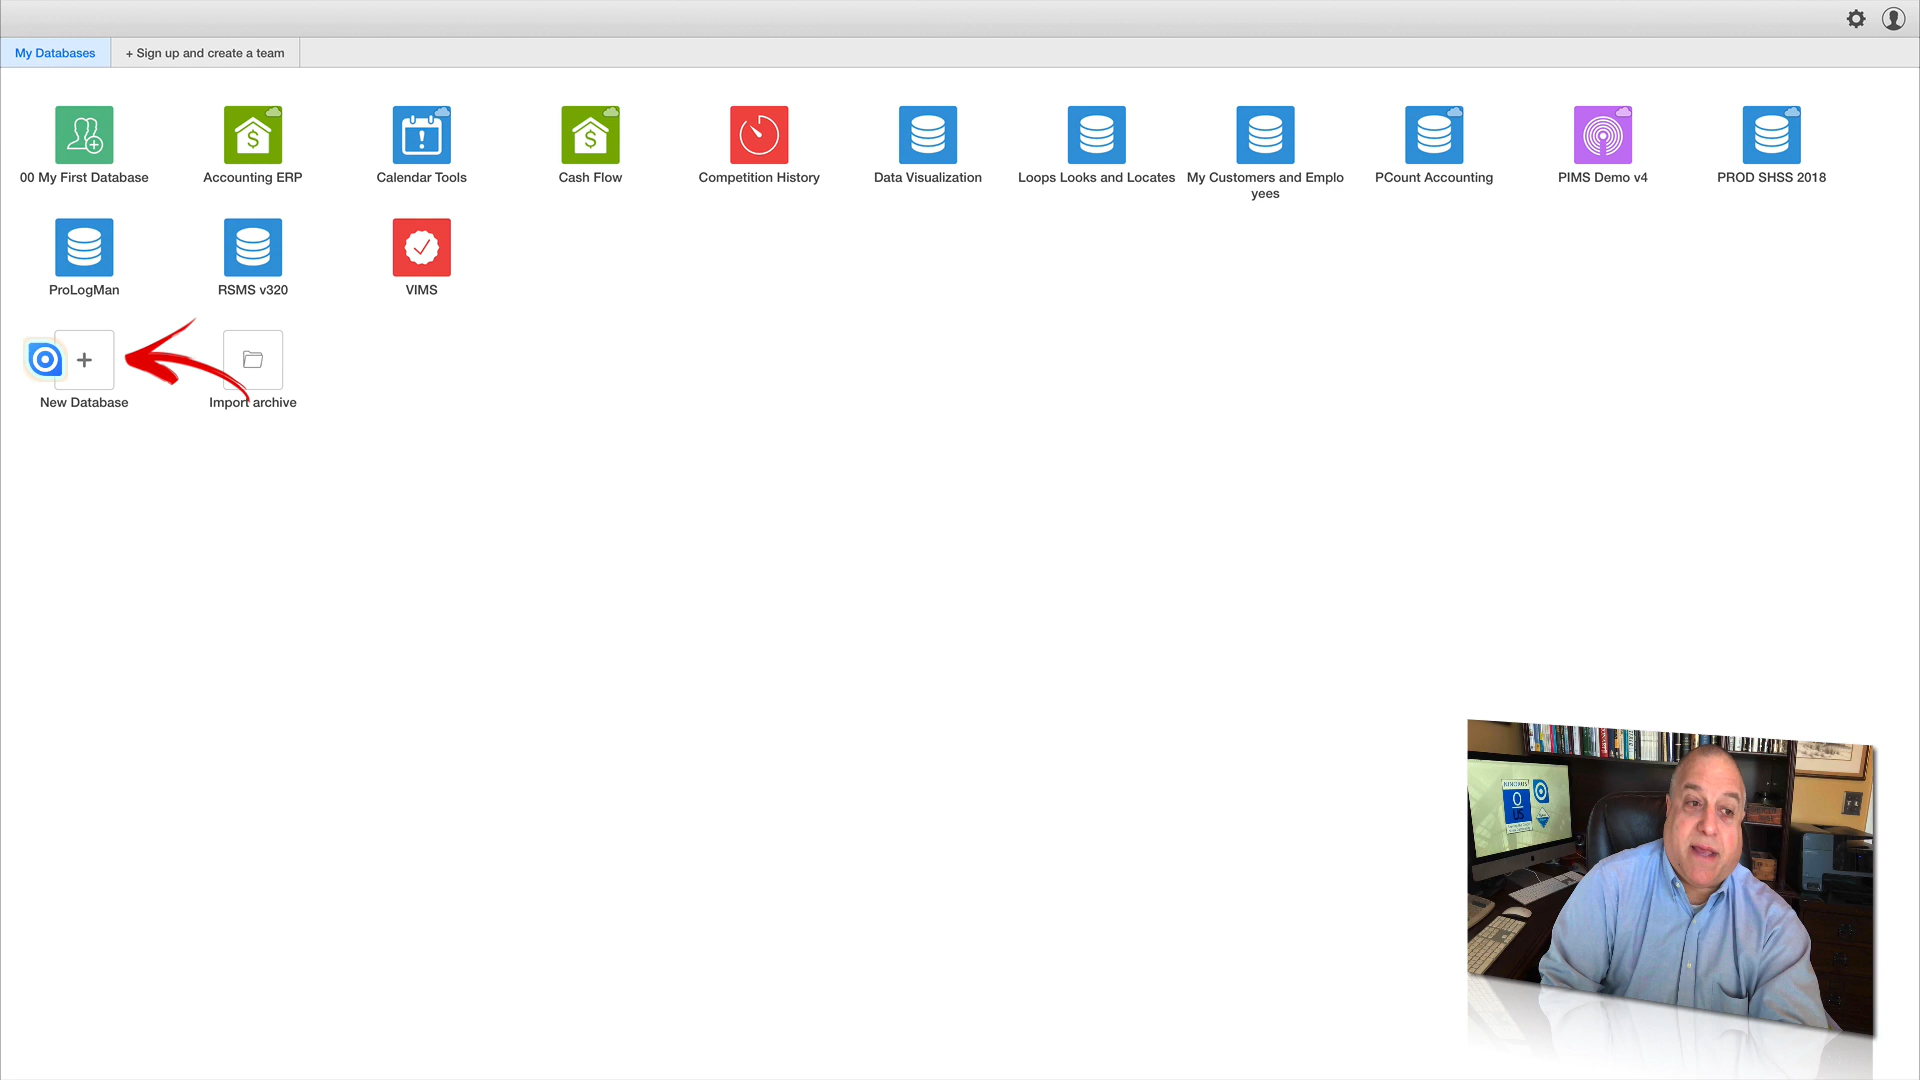 My Databases
+ Sign up and create a team
00 My First Database
Accounting ERP
Calendar Tools
Cash Flow
Competition History
Data Visualization
Loops Looks and Locates
My Customers and Emplo
yees
PCount Accounting
PIMS Demo v4
PROD SHSS 2018
ProLogMan
RSMS v320
VIMS
New Database
Import archive
US